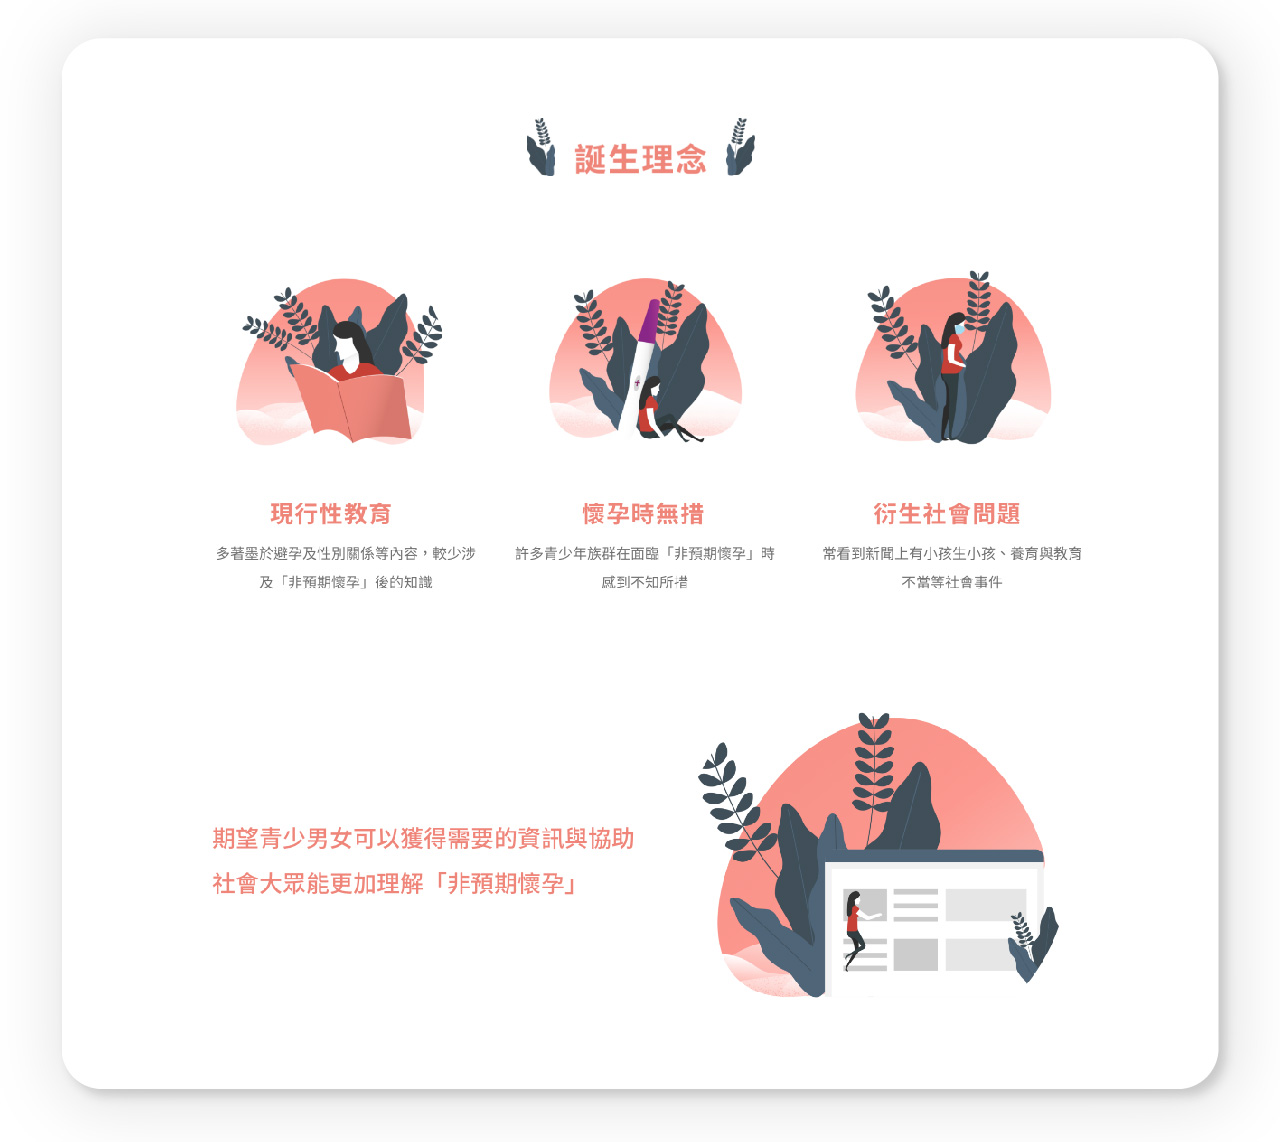 誕生理念
現行性教育
多著墨於避孕及性別關係等內容，較少涉
及「非預期懷孕」後的知識
懷孕時無措
許多青少年族群在面臨「非預期懷孕」時
感到不知所措
衍生社會問題
常看到新聞上有小孩生小孩、養育與教育
不當等社會事件
期望青少男女可以獲得需要的資訊與協助
社會大眾能更加理解「非預期懷孕」